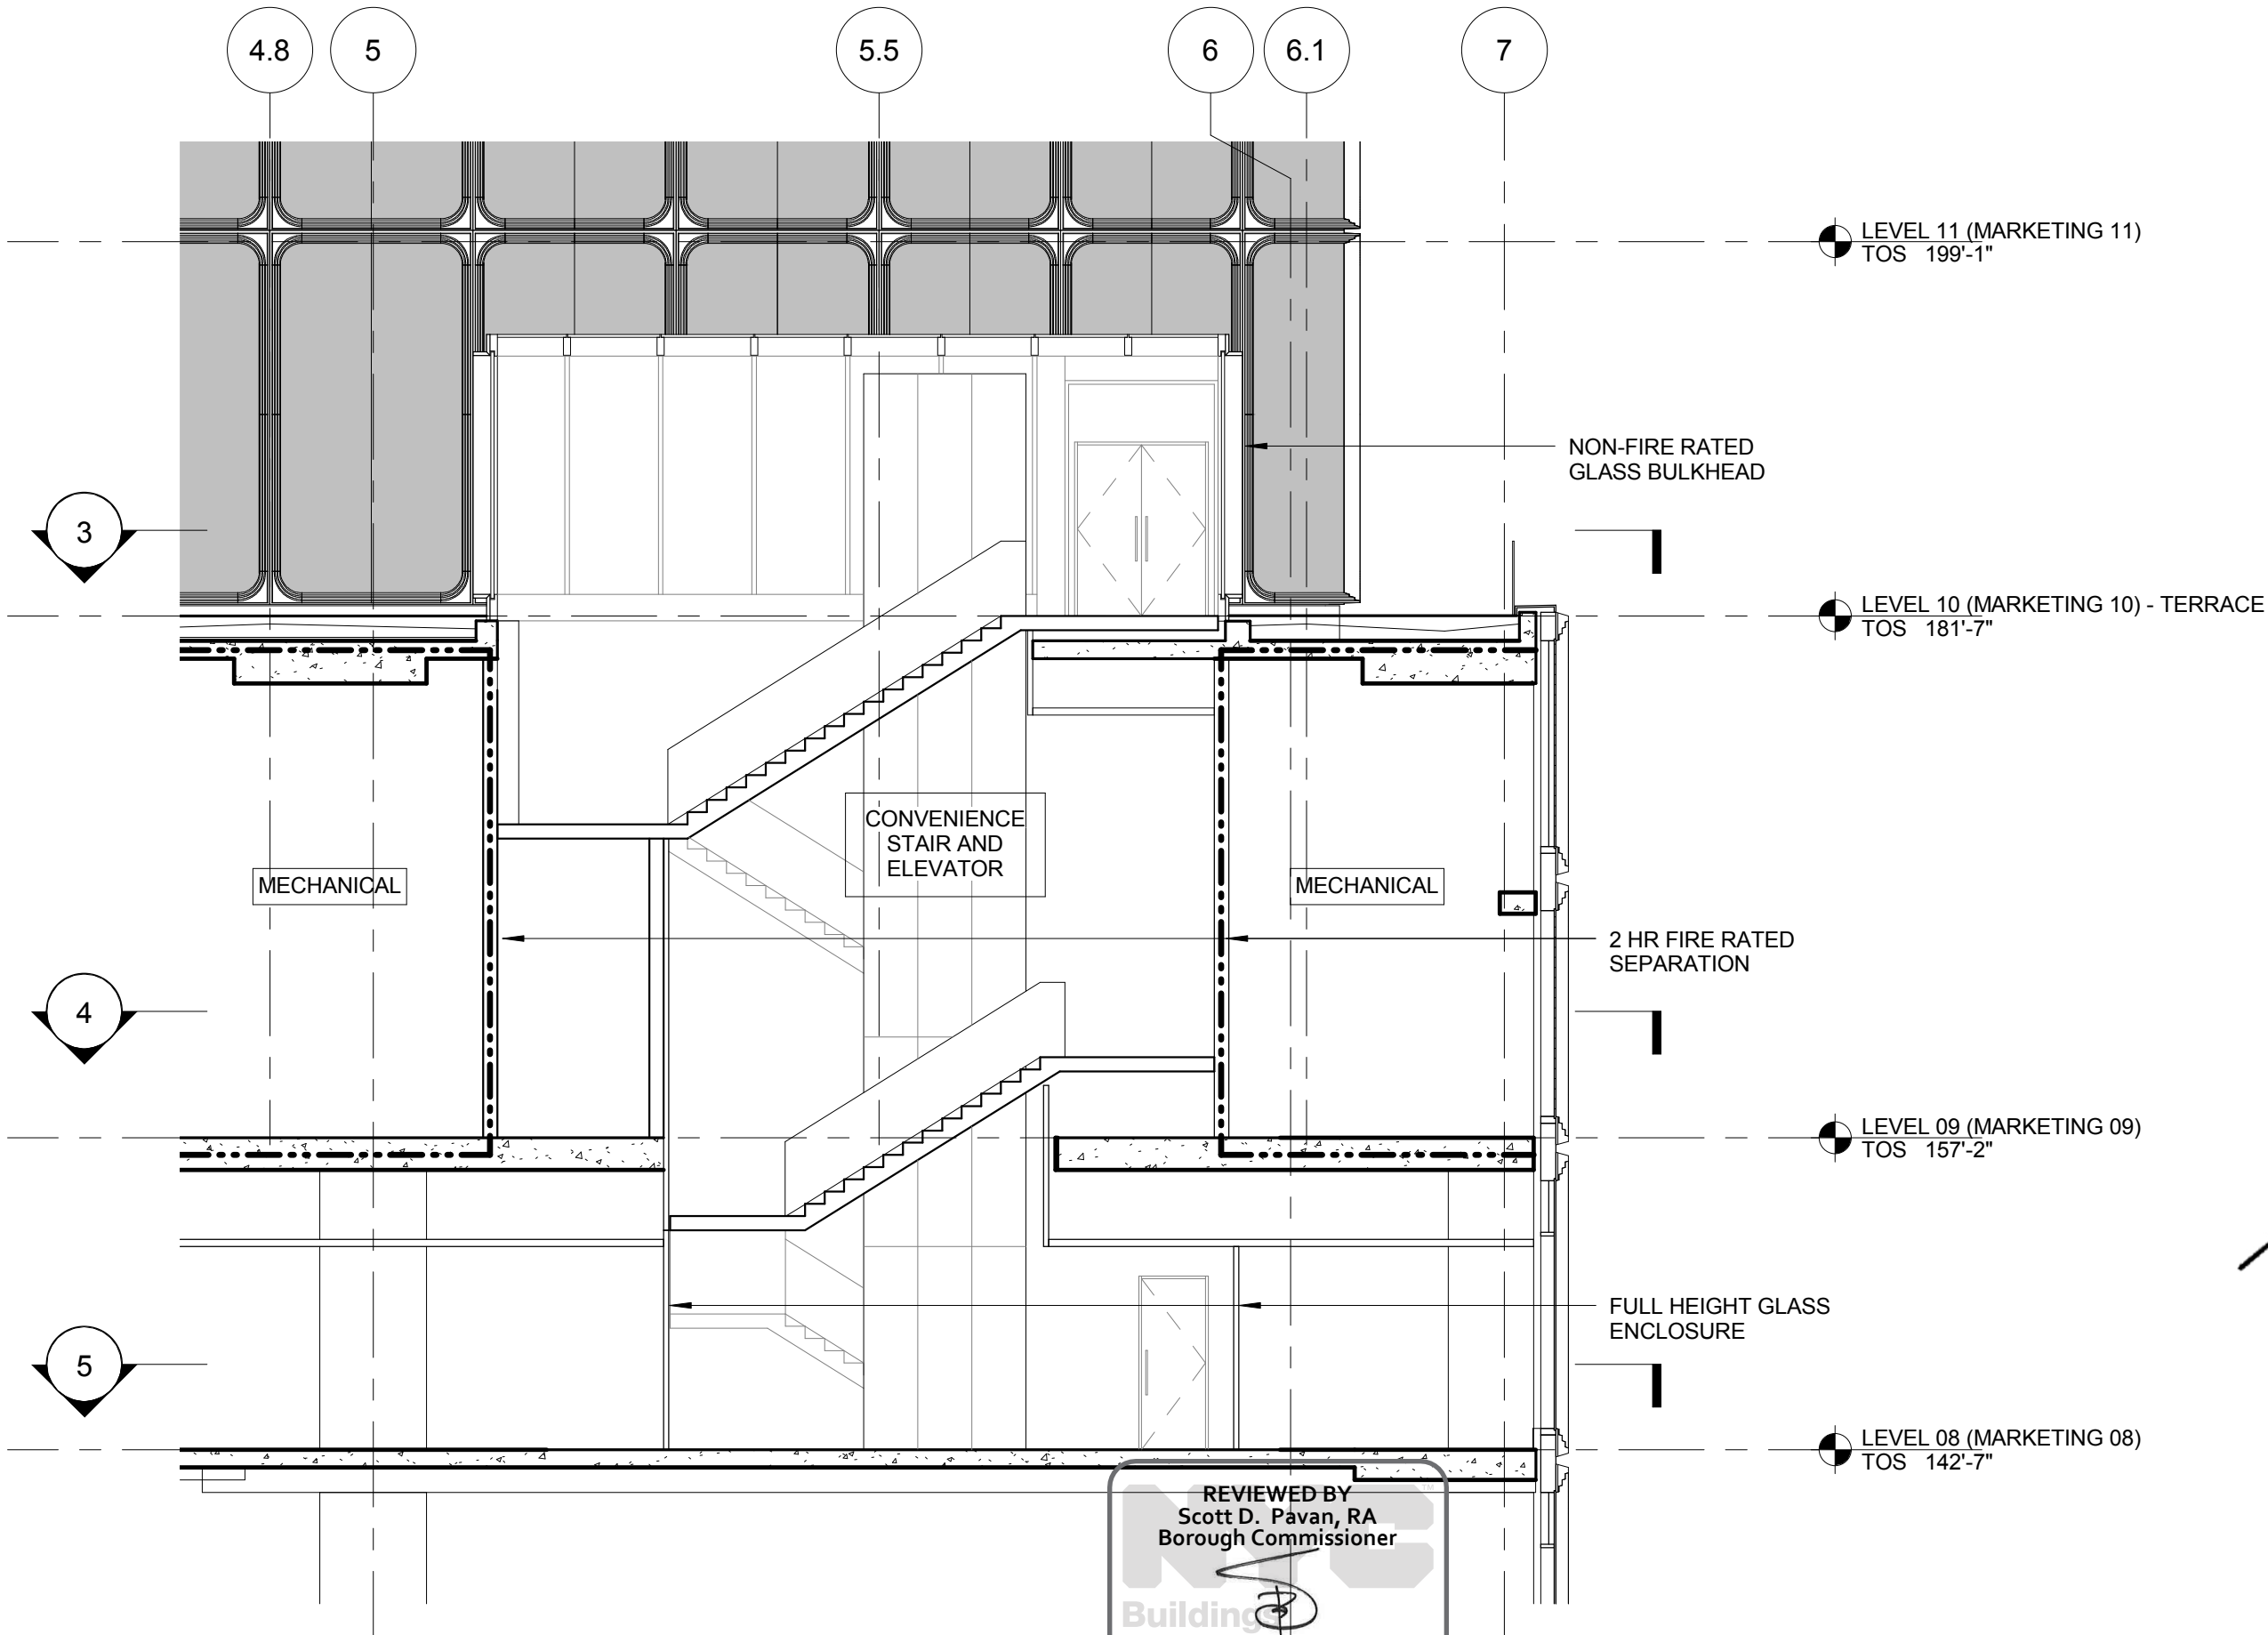 4.8
5
5.5
6
6.1
7
LEVEL 11 (MARKETING 11)
TOS 199'-1"
NON-FIRE RATED
GLASS BULKHEAD
3
LEVEL 10 (MARKETING 10) - TERRACE
TOS 181'-7"
CONVENIENCE
STAIR AND
ELEVATOR
MECHANICAL
MECHANICAL
2 HR FIRE RATED
SEPARATION
4
LEVEL 09 (MARKETING 09)
TOS 157'-2"
FULL HEIGHT GLASS
ENCLOSURE
5
LEVEL 08 (MARKETING 08)
TOS 142'-7"
NYC™
REVIEWED BY
Scott D. Pavan, RA
Borough Commissioner
Buildings